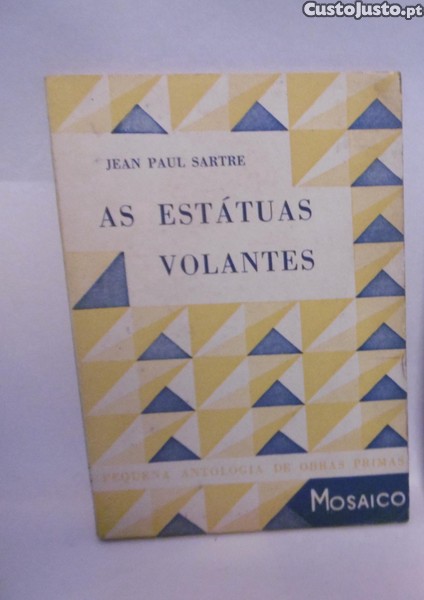 CustoJusto.pt
JEAN PAUL SARTRE
AS ESTÁTUAS
VOLANTES
PEQUENA ANTOLOGIA DE OBRAS PRIMAS
MOSAICO